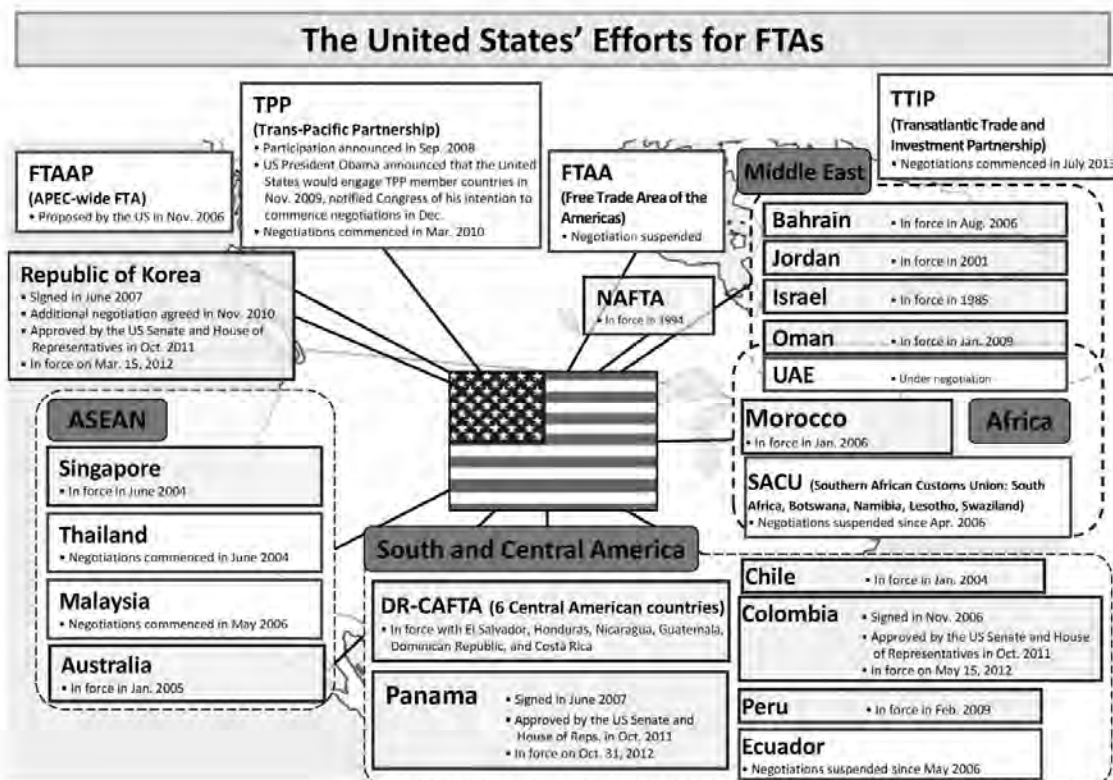 The United States' Efforts for FTAs
FTAAP
(APEC-wide FTA)
• Proposed by the US in Nov. 2006
TPP
(Trans-Pacific Partnership)
• Participation announced in Sep. 2008
• US President Obama announced that the United
States would engage TPP member countries in
Nov. 2009, notified Congress of his intention to
commence negotiations in Dec.
• Negotiations commenced in Mar. 2010
FTAA
(Free Trade Area of the
Americas)
• Negotiation suspended
TTIP
(Transatlantic Trade and
Investment Partnership)
• Negotiations commenced in July 2013
Republic of Korea
• Signed in June 2007
• Additional negotiation agreed in Nov. 2010
• Approved by the US Senate and House of
Representatives in Oct. 2011
• In force on Mar. 15, 2012
NAFTA
• In force in 1994
Middle East
Bahrain • In force in Aug. 2006
Jordan • In force in 2001
Israel • In force in 1985
Oman • In force in Jan. 2009
UAE • Under negotiation
Africa
Morocco
• In force in Jan. 2006
SACU (Southern African Customs Union: South
Africa, Botswana, Namibia, Lesotho, Swaziland)
• Negotiations suspended since Apr. 2006
ASEAN
Singapore
• In force in June 2004
Thailand
• Negotiations commenced in June 2004
Malaysia
• Negotiations commenced in May 2006
Australia
• In force in Jan. 2005
South and Central America
DR-CAFTA (6 Central American countries)
• In force with El Salvador, Honduras, Nicaragua, Guatemala,
Dominican Republic, and Costa Rica
Panama • Signed in June 2007
• Approved by the US Senate and
House of Reps. in Oct. 2011
• In force on Oct. 31, 2012
Chile • In force in Jan. 2004
Colombia • Signed in Nov. 2006
• Approved by the US Senate and House
of Representatives in Oct. 2011
• In force on May 15, 2012
Peru • In force in Feb. 2009
Ecuador
• Negotiations suspended since May 2006